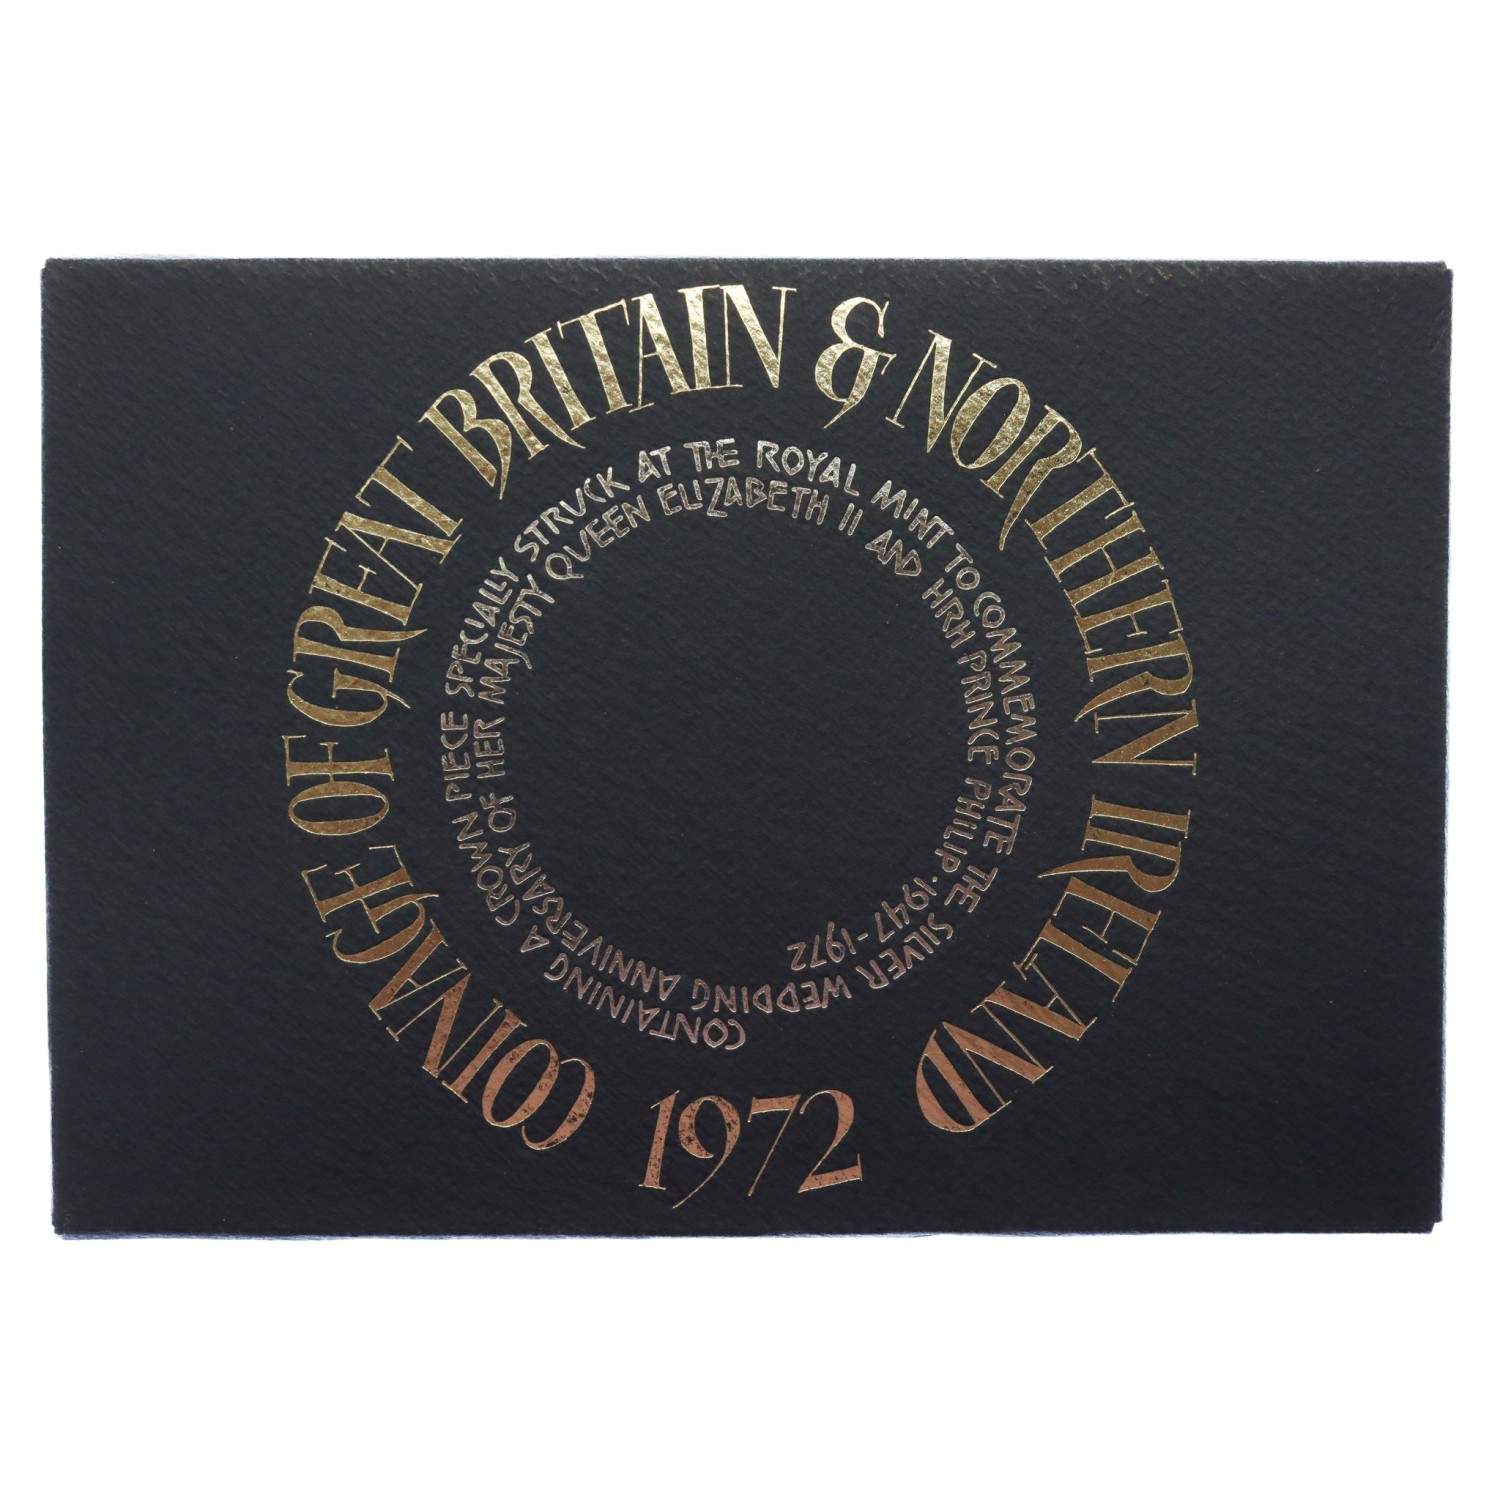 COINAGE OF GREAT BRITAIN & NORTHERN IRELAND
1972
CONTAINING A CROWN PIECE SPECIALLY STRUCK AT THE ROYAL MINT TO COMMEMORATE THE SILVER WEDDING ANNIVERSARY OF HER MAJESTY QUEEN ELIZABETH II AND HRH PRINCE PHILIP · 1947-1972